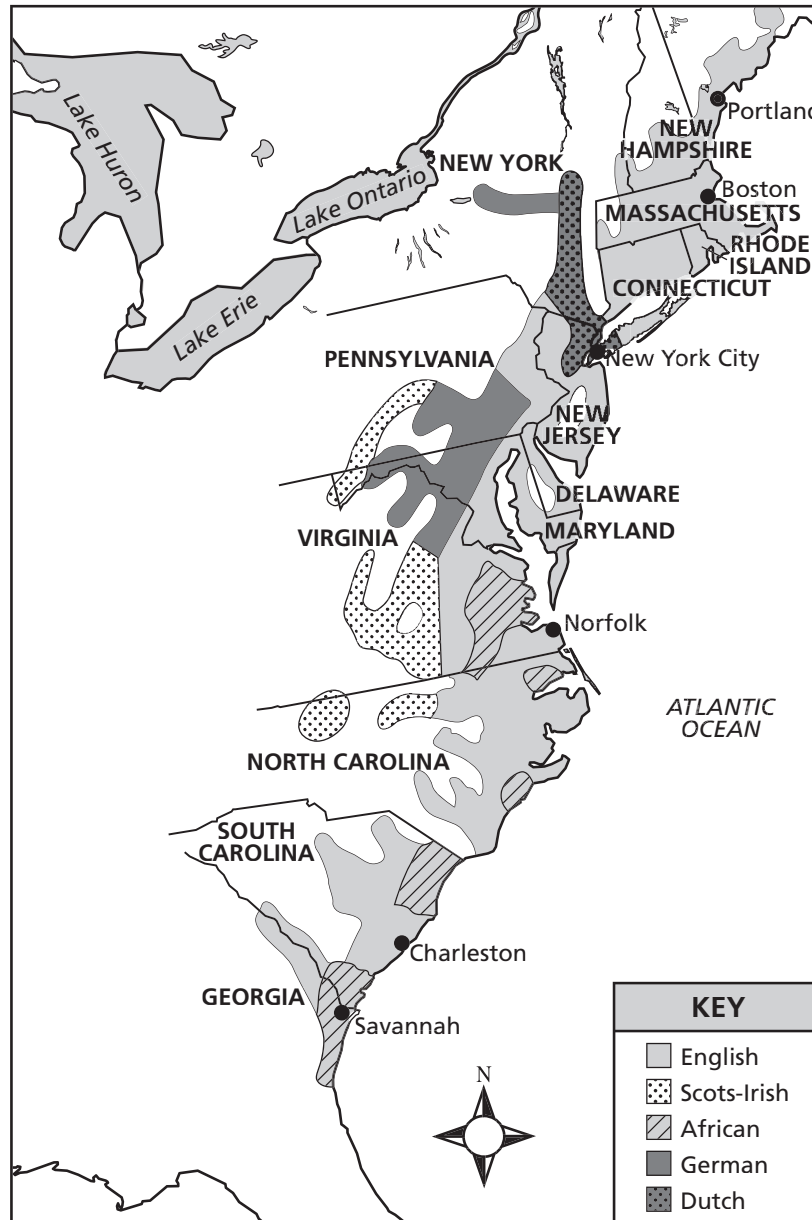 Portland
NEW
HAMPSHIRE
Lake Huron
NEW YORK
Lake Ontario
Boston
MASSACHUSETTS
RHODE
ISLAND
CONNECTICUT
Lake Erie
PENNSYLVANIA
New York City
NEW
JERSEY
DELAWARE
MARYLAND
VIRGINIA
Norfolk
ATLANTIC
OCEAN
NORTH CAROLINA
SOUTH
CAROLINA
Charleston
GEORGIA
Savannah
N
KEY
English
Scots-Irish
African
German
Dutch